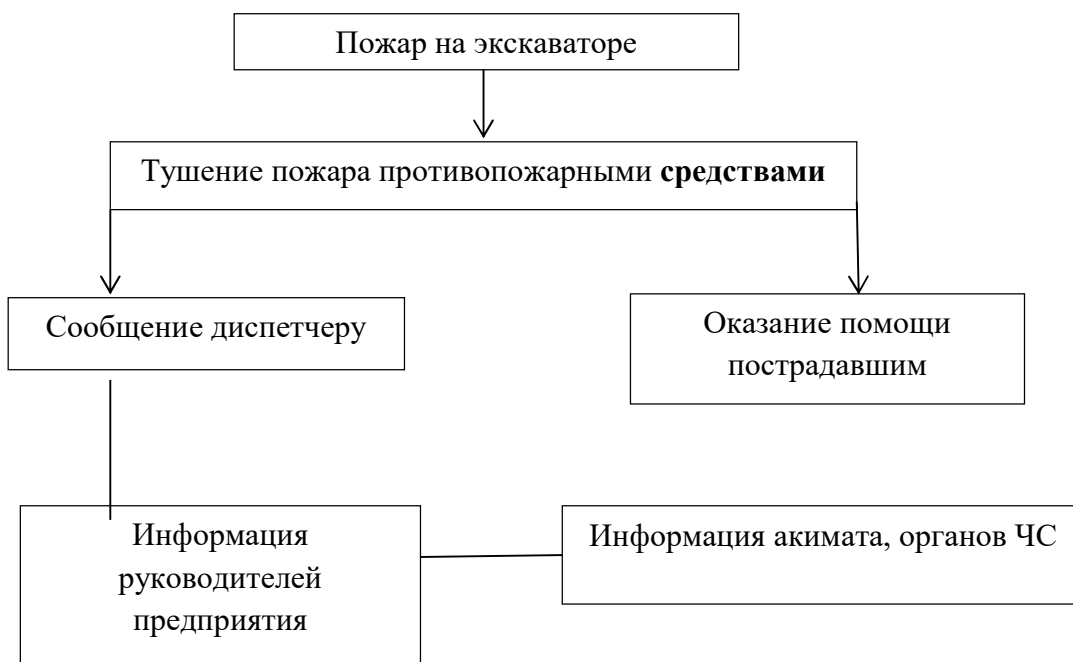 Пожар на экскаваторе
Тушение пожара противопожарными средствами
Сообщение диспетчеру
Оказание помощи
пострадавшим
Информация
руководителей
предприятия
Информация акимата, органов ЧС